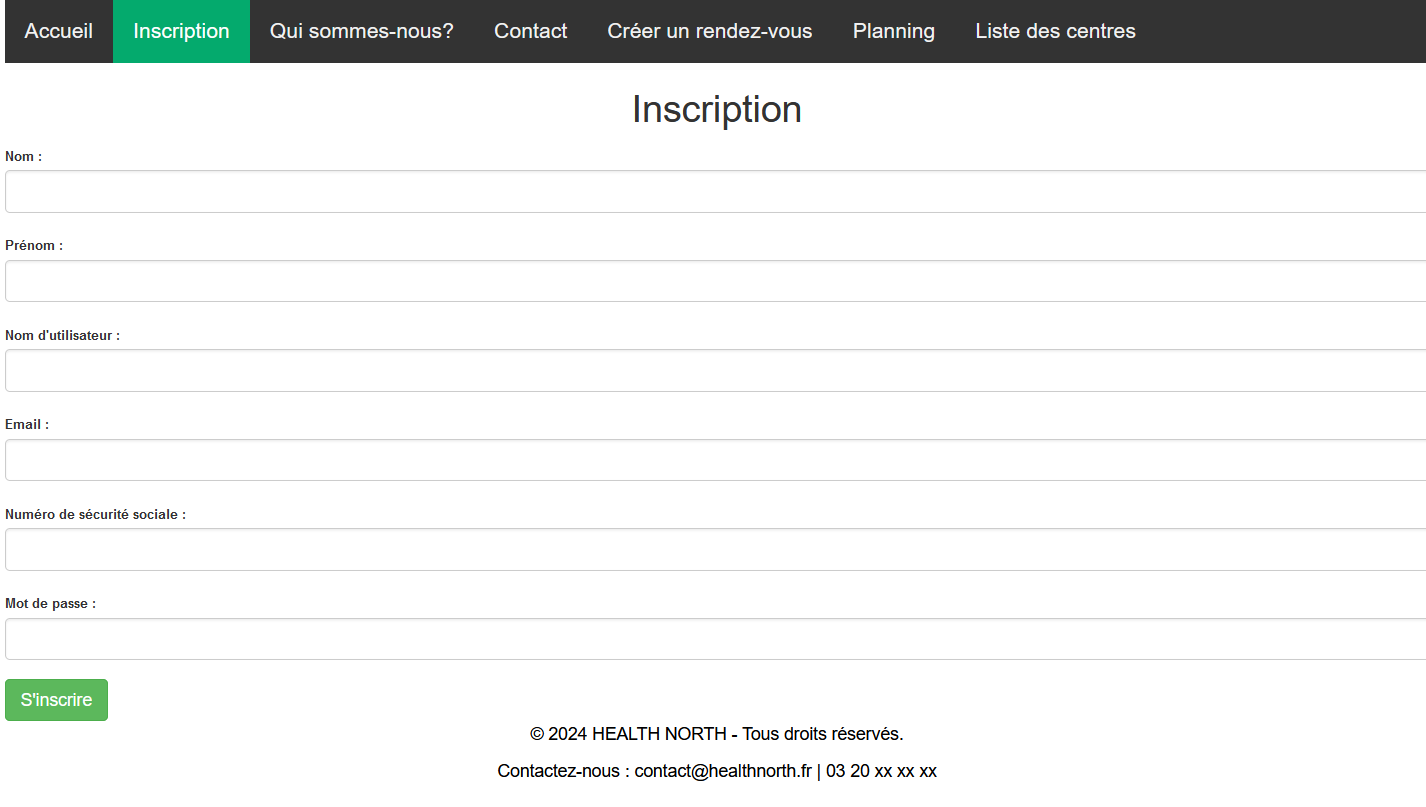 Accueil Inscription Qui sommes-nous? Contact Créer un rendez-vous Planning Liste des centres
Inscription
Nom :
Prénom :
Nom d'utilisateur :
Email :
Numéro de sécurité sociale :
Mot de passe :
S'inscrire
© 2024 HEALTH NORTH - Tous droits réservés.
Contactez-nous : contact@healthnorth.fr | 03 20 xx xx xx